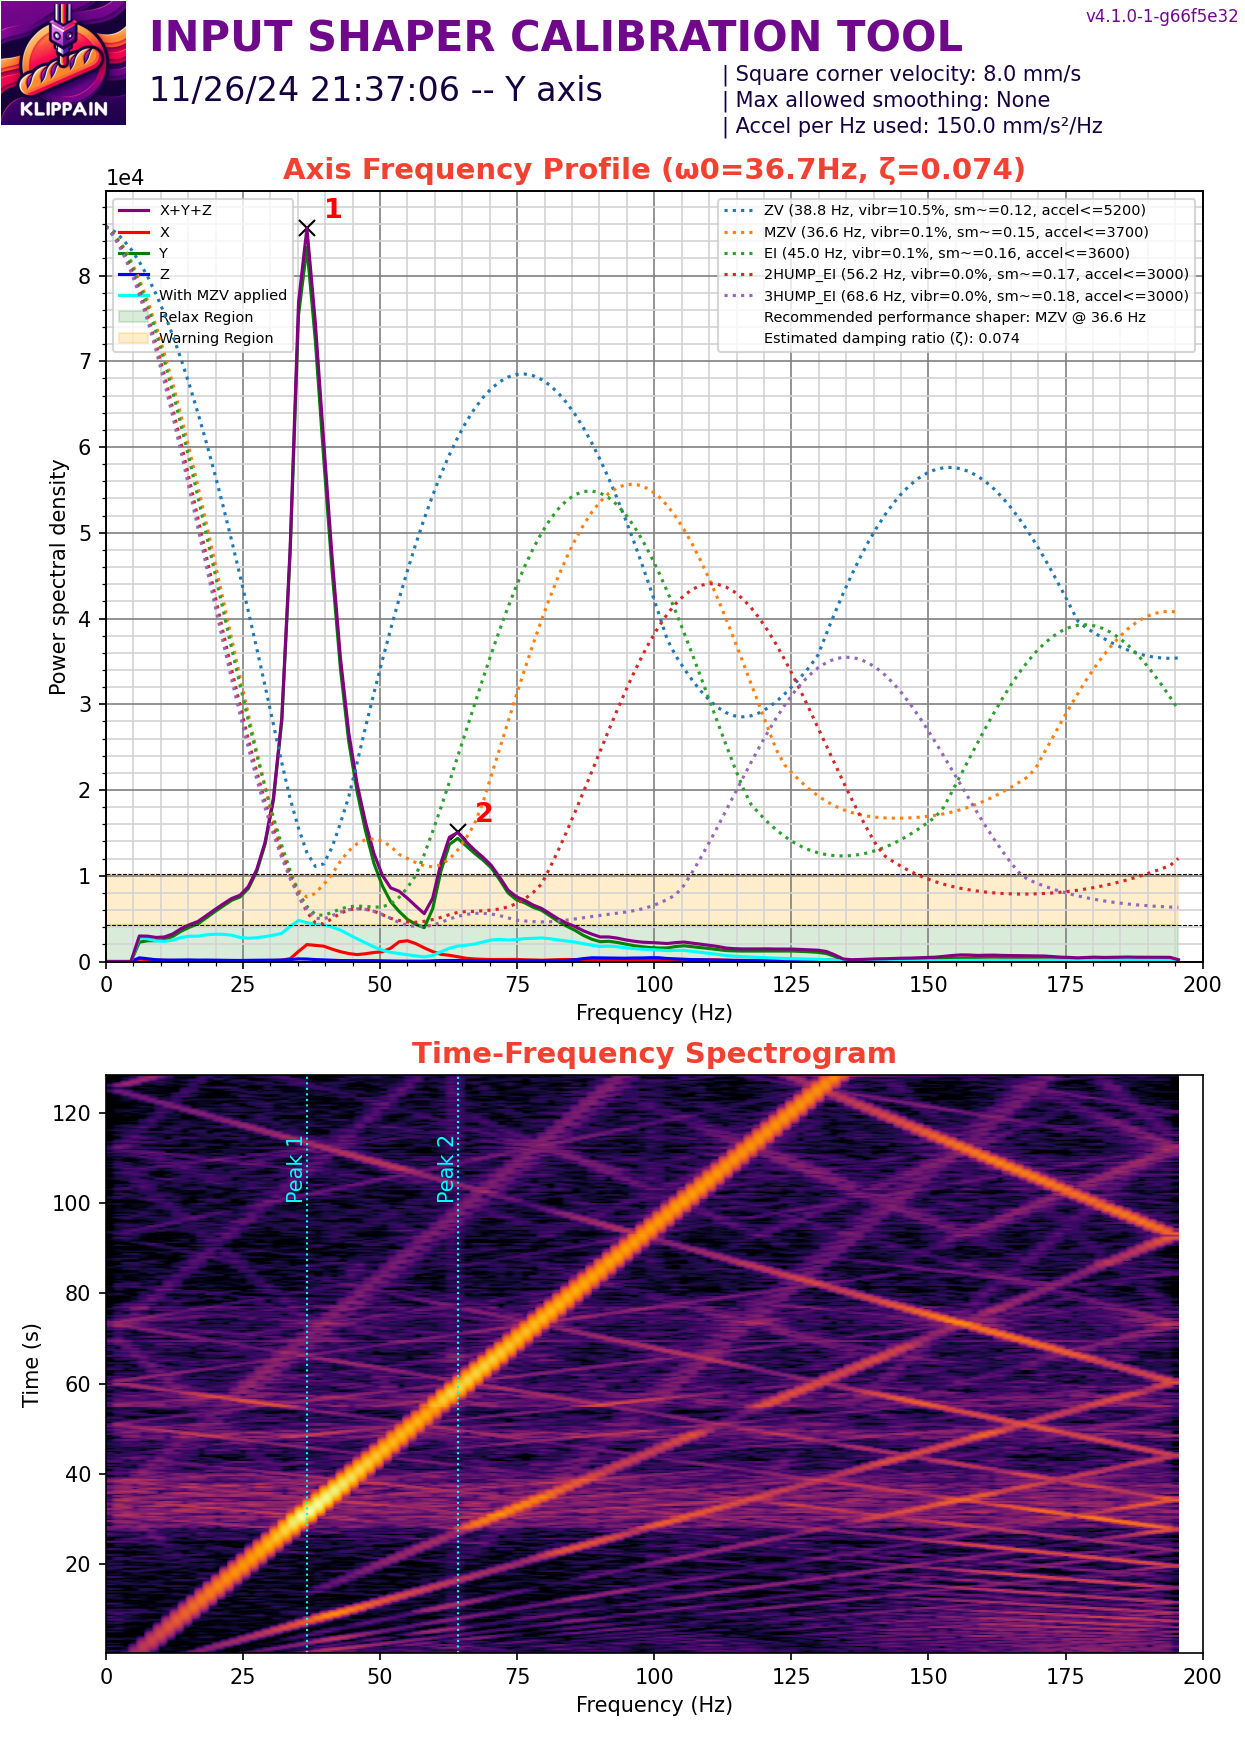 v4.1.0-1-g66f5e32
KLIPPAIN
INPUT SHAPER CALIBRATION TOOL
11/26/24 21:37:06 -- Y axis
| Square corner velocity: 8.0 mm/s
| Max allowed smoothing: None
| Accel per Hz used: 150.0 mm/s²/Hz
Axis Frequency Profile (ω0=36.7Hz, ζ=0.074)
1e4
X+Y+Z
X
Y
Z
With MZV applied
Relax Region
Warning Region
1
2
ZV (38.8 Hz, vibr=10.5%, sm~=0.12, accel<=5200)
MZV (36.6 Hz, vibr=0.1%, sm~=0.15, accel<=3700)
EI (45.0 Hz, vibr=0.1%, sm~=0.16, accel<=3600)
2HUMP_EI (56.2 Hz, vibr=0.0%, sm~=0.17, accel<=3000)
3HUMP_EI (68.6 Hz, vibr=0.0%, sm~=0.18, accel<=3000)
Recommended performance shaper: MZV @ 36.6 Hz
Estimated damping ratio (ζ): 0.074
Power spectral density
8
7
6
5
4
3
2
1
0
0 25 50 75 100 125 150 175 200
Frequency (Hz)
Time-Frequency Spectrogram
Time (s)
120
100
80
60
40
20
Peak 1
Peak 2
0 25 50 75 100 125 150 175 200
Frequency (Hz)